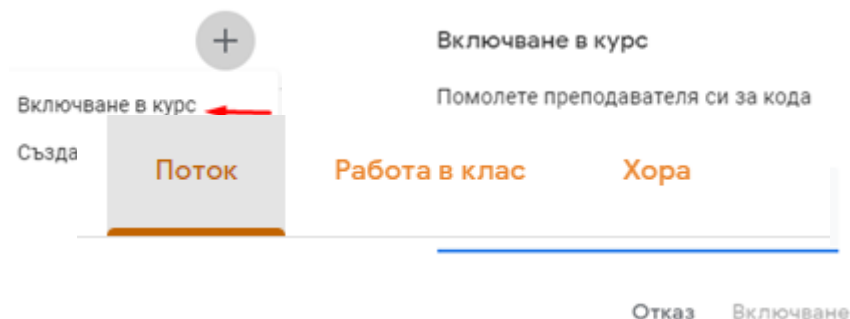 +
Включване в курс
Включване в курс
Помолете преподавателя си за кода
Създа
Поток Работа в клас Хора
Отказ Включване